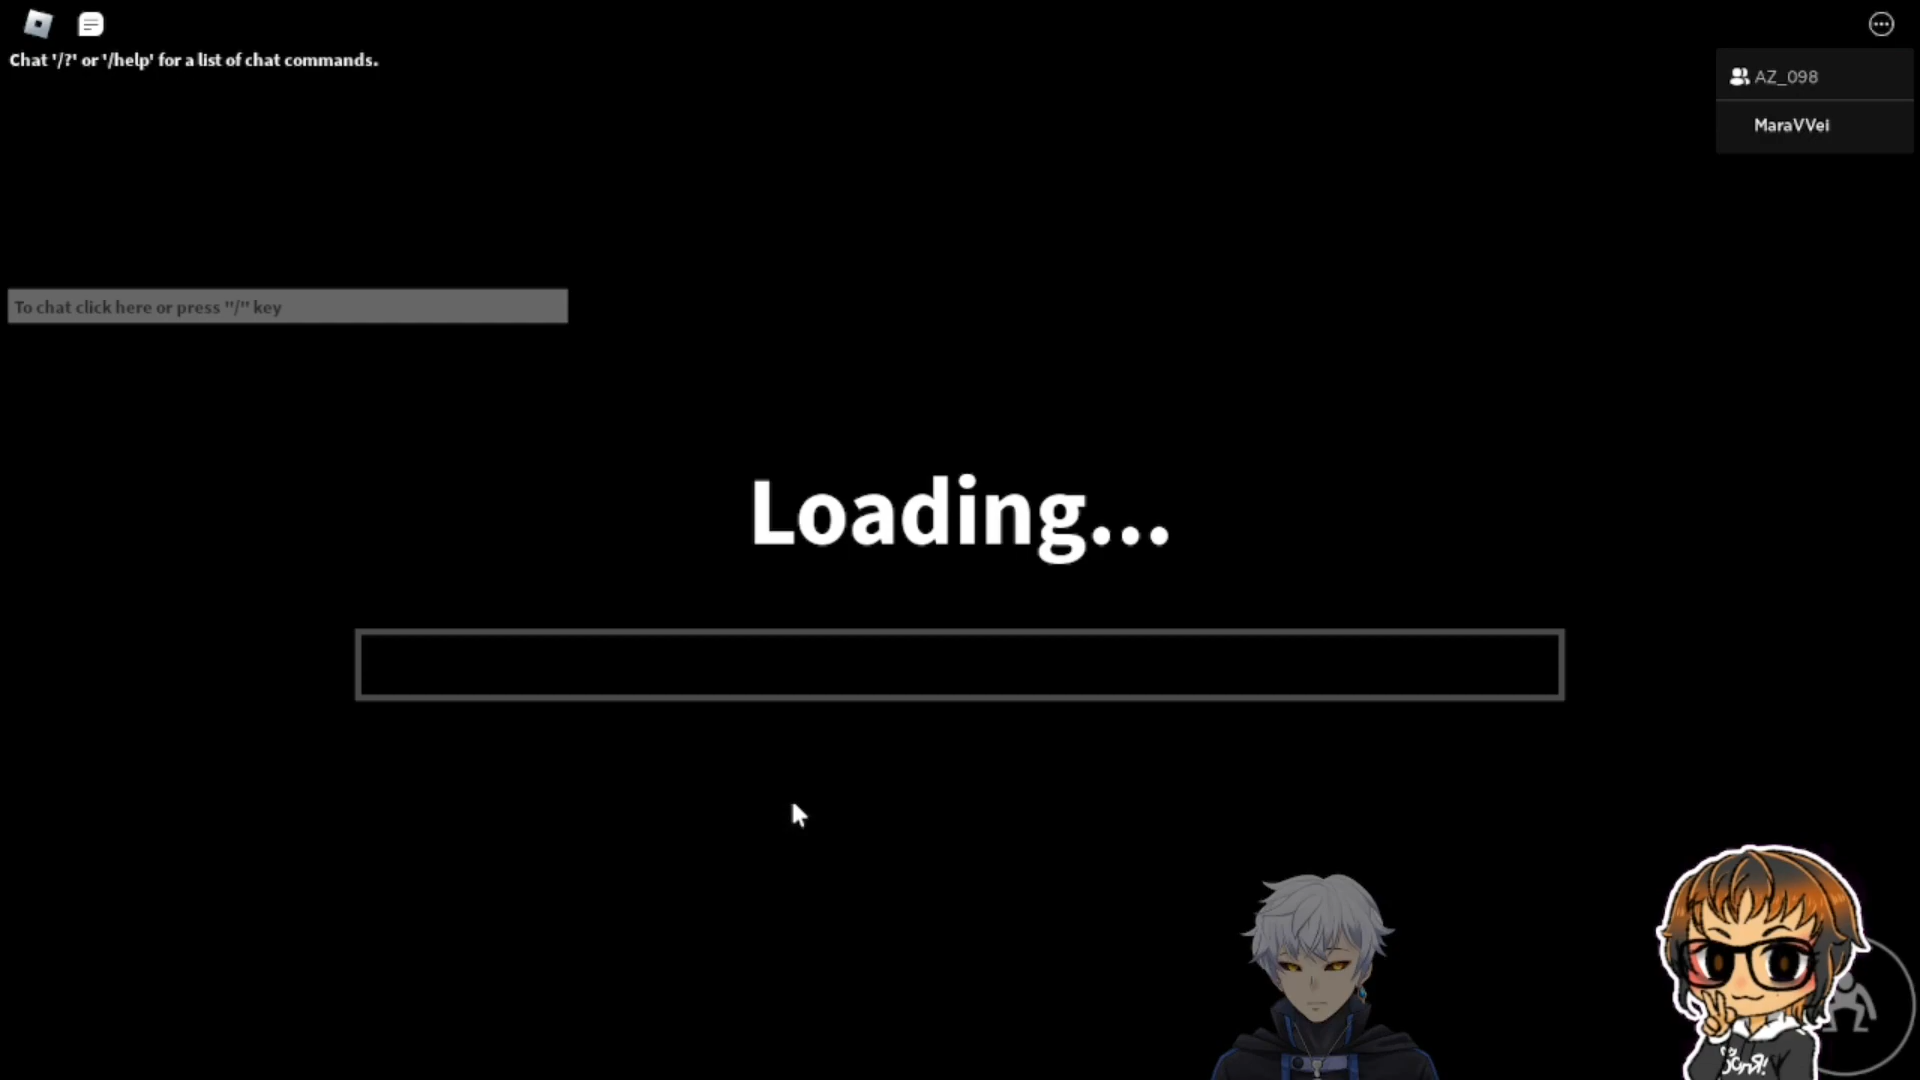 Chat '/?' or '/help' for a list of chat commands.
AZ_098
MaraVVei
To chat click here or press "/" key
Loading...